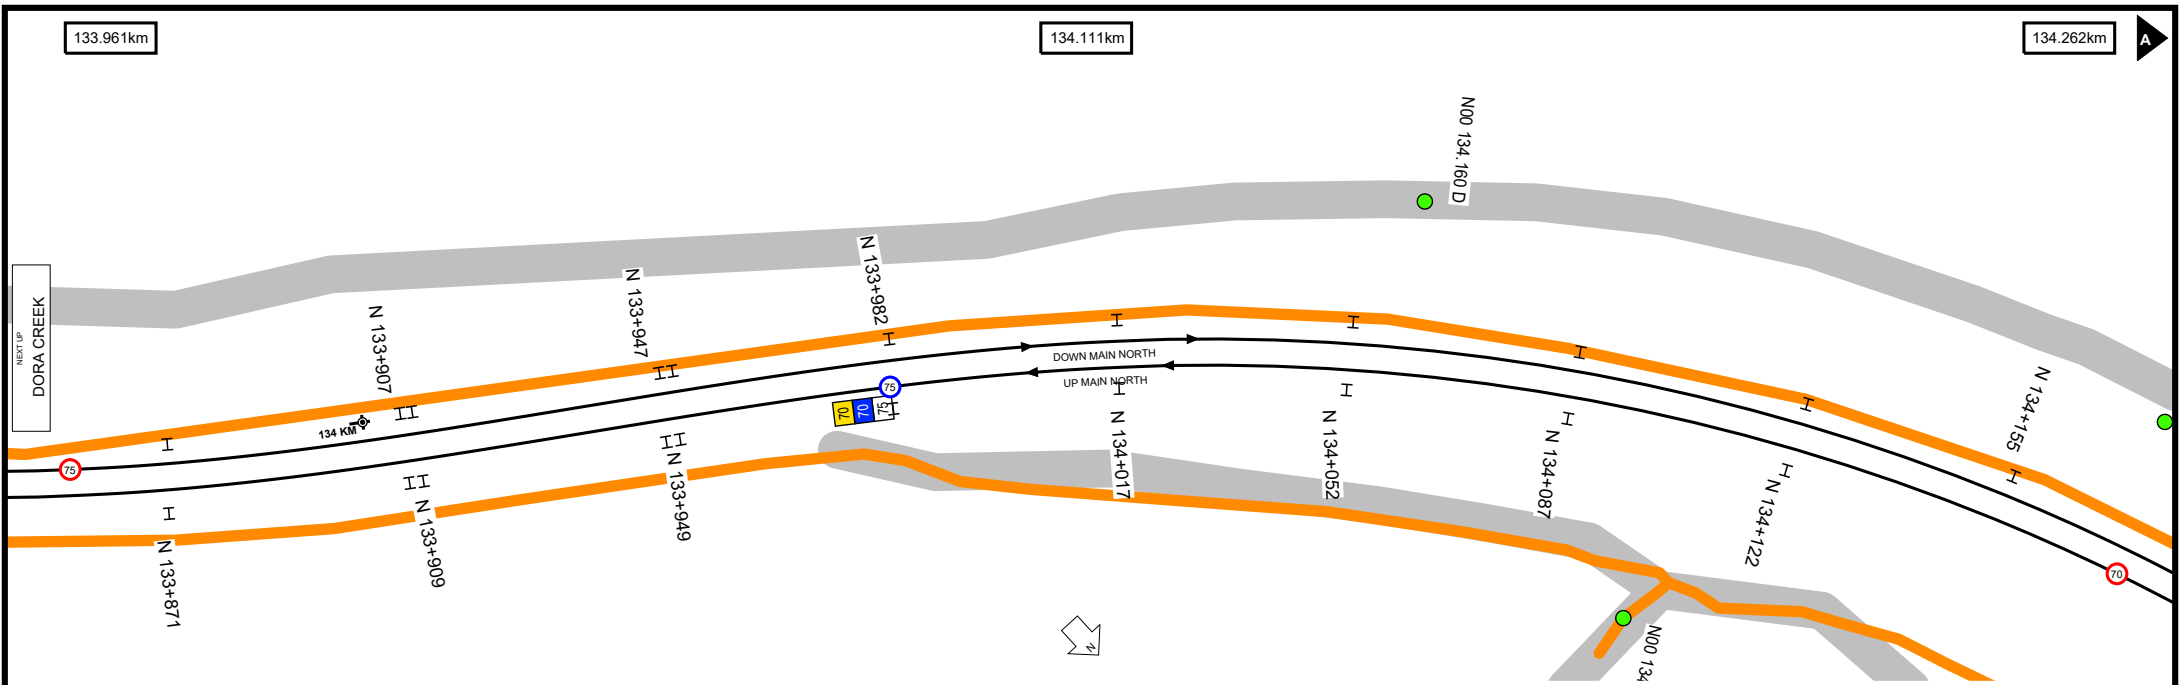 133.961km
134.111km
134.262km
A
N00 134.160 D
N 133+982
N 133+947
N 133+907
NEXT UP
DORA CREEK
134 KM
75
DOWN MAIN NORTH
UP MAIN NORTH
75
70
70
75
N 134+155
N 134+017
N 134+052
N 134+087
N 134+122
N 133+949
N 133+909
N 133+871
70
N
N00 134